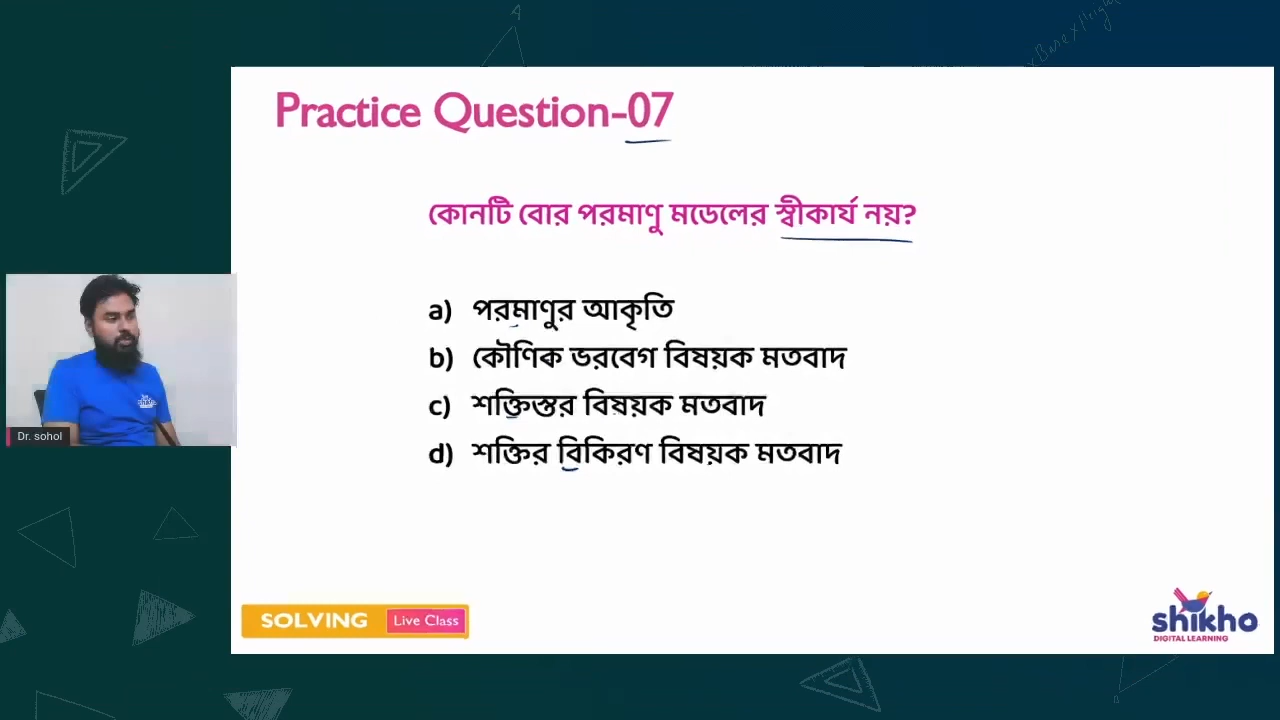 A
xBasexHeight
Practice Question-07
কোনটি বোর পরমাণু মডেলের স্বীকার্য নয়?
a) পরমাণুর আকৃতি
b) কৌণিক ভরবেগ বিষয়ক মতবাদ
c) শক্তিস্তর বিষয়ক মতবাদ
d) শক্তির বিকিরণ বিষয়ক মতবাদ
Dr. sohol
SOLVING Live Class
shikho
DIGITAL LEARNING
B